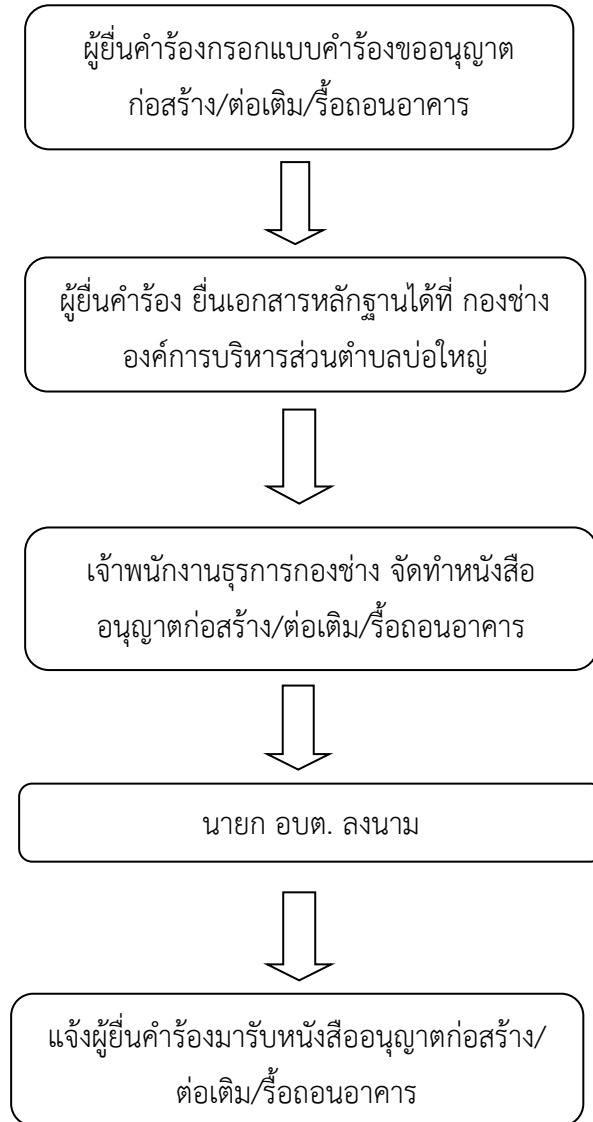 ผู้ยื่นคำร้องกรอกแบบคำร้องขออนุญาต
ก่อสร้าง/ต่อเติม/รื้อถอนอาคาร
ผู้ยื่นคำร้อง ยื่นเอกสารหลักฐานได้ที่ กองช่าง
องค์การบริหารส่วนตำบลบ่อใหญ่
เจ้าพนักงานธุรการกองช่าง จัดทำหนังสือ
อนุญาตก่อสร้าง/ต่อเติม/รื้อถอนอาคาร
นายก อบต. ลงนาม
แจ้งผู้ยื่นคำร้องมารับหนังสืออนุญาตก่อสร้าง/
ต่อเติม/รื้อถอนอาคาร